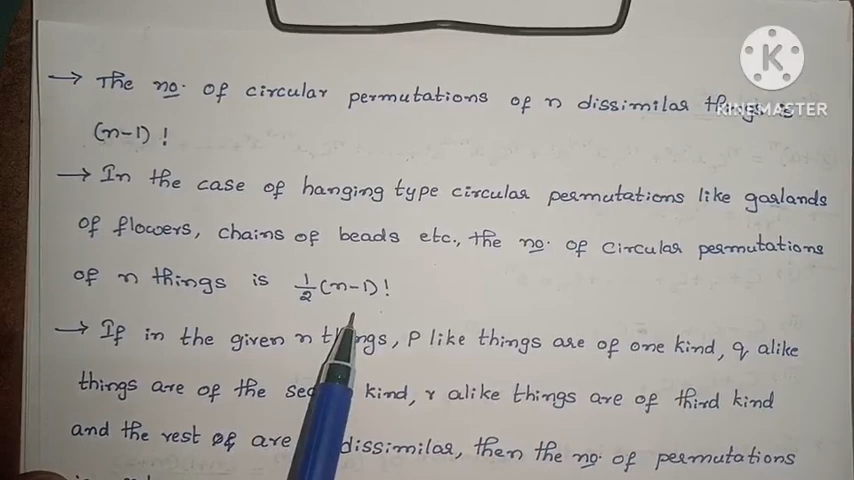 → The no. of circular permutations of n dissimilar things is
(n-1)!
→ In the case of hanging type circular permutations like garlands
of flowers, chains of beads etc., the no. of circular permutations
of n things is 1/2 (n-1)!
→ If in the given n things, P like things are of one kind, q alike
things are of the kind, r alike things are of third kind
and the rest are dissimilar, then the no. of permutations
K
KINEMASTER